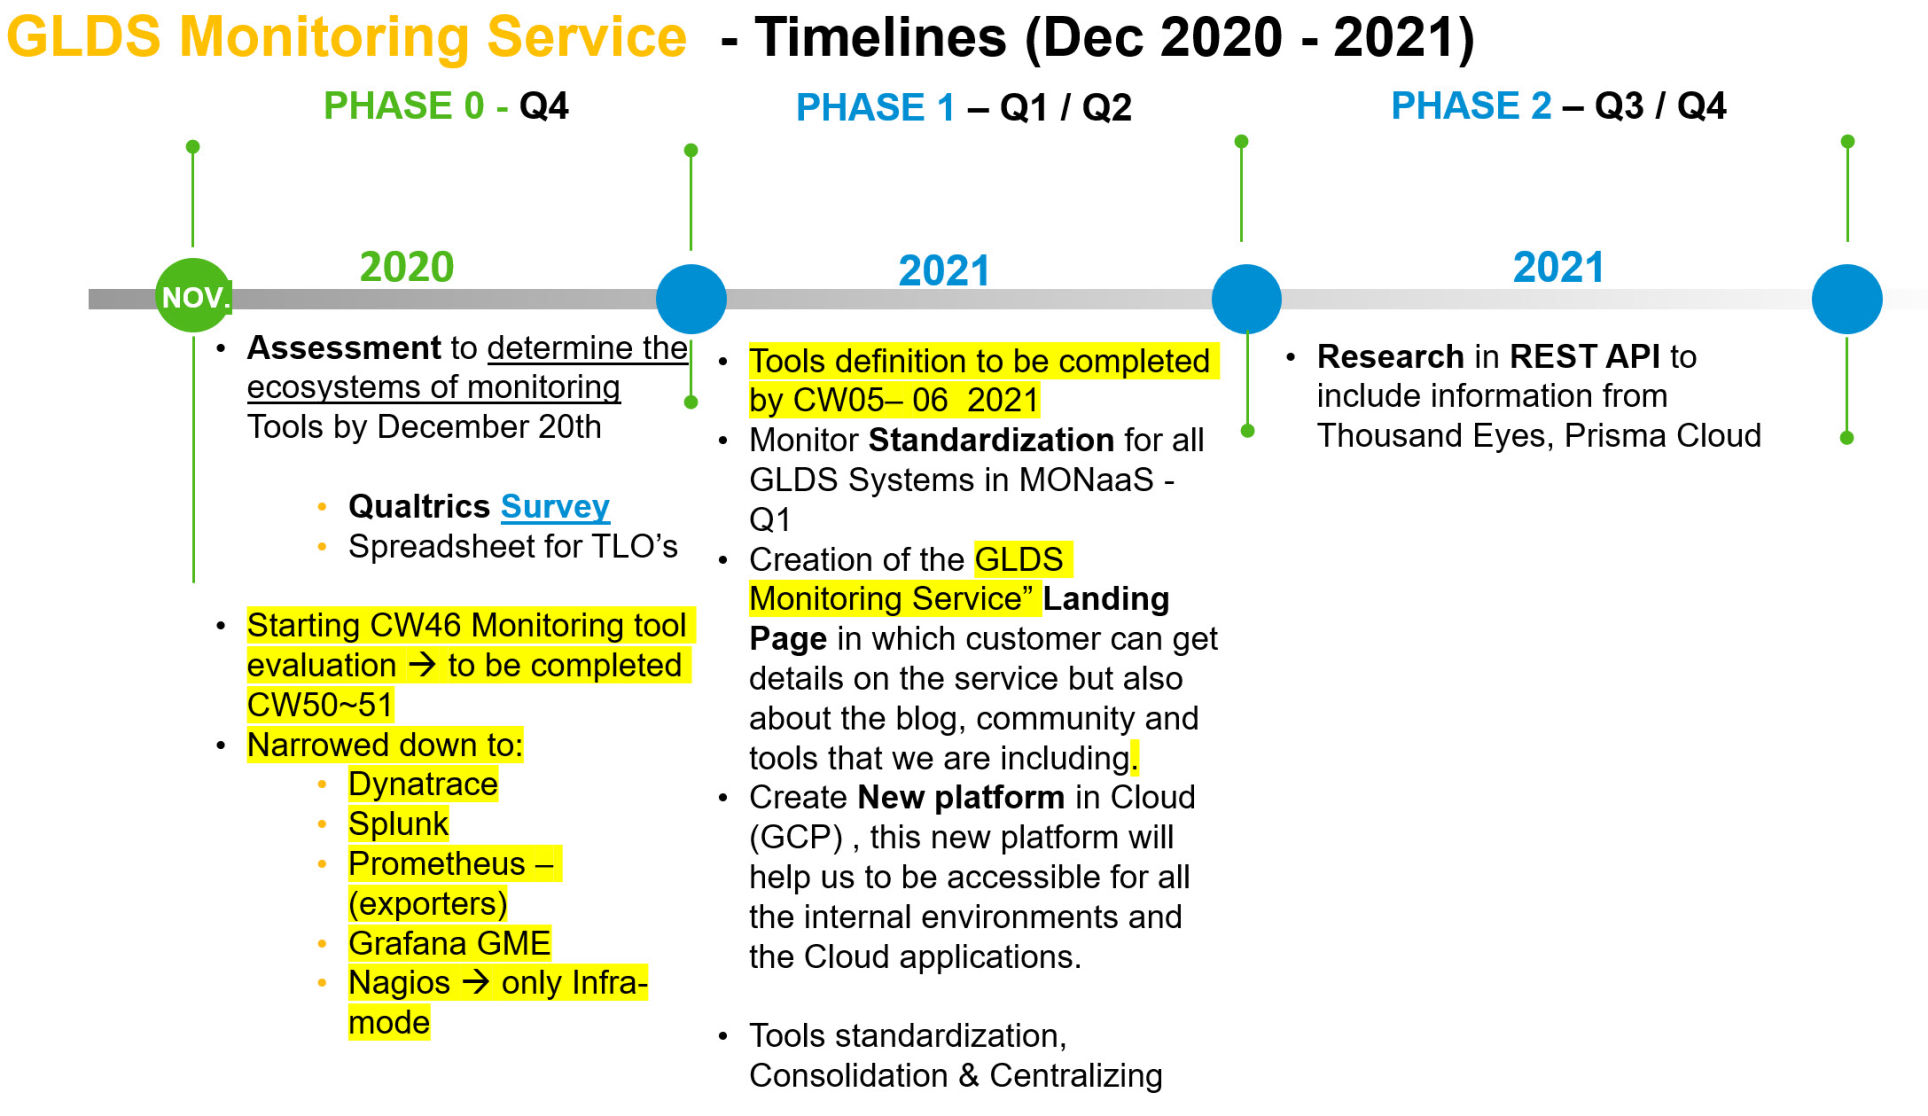 GLDS Monitoring Service - Timelines (Dec 2020 - 2021)
PHASE 0 - Q4
PHASE 1 – Q1 / Q2
PHASE 2 – Q3 / Q4
2020
2021
2021
NOV.
• Assessment to determine the
ecosystems of monitoring
Tools by December 20th
• Qualtrics Survey
• Spreadsheet for TLO’s
• Starting CW46 Monitoring tool
evaluation → to be completed
CW50~51
• Narrowed down to:
• Dynatrace
• Splunk
• Prometheus –
(exporters)
• Grafana GME
• Nagios → only Infra-
mode
• Tools definition to be completed
by CW05– 06 2021
• Monitor Standardization for all
GLDS Systems in MONaaS -
Q1
• Creation of the GLDS
Monitoring Service” Landing
Page in which customer can get
details on the service but also
about the blog, community and
tools that we are including.
• Create New platform in Cloud
(GCP) , this new platform will
help us to be accessible for all
the internal environments and
the Cloud applications.
• Tools standardization,
Consolidation & Centralizing
• Research in REST API to
include information from
Thousand Eyes, Prisma Cloud